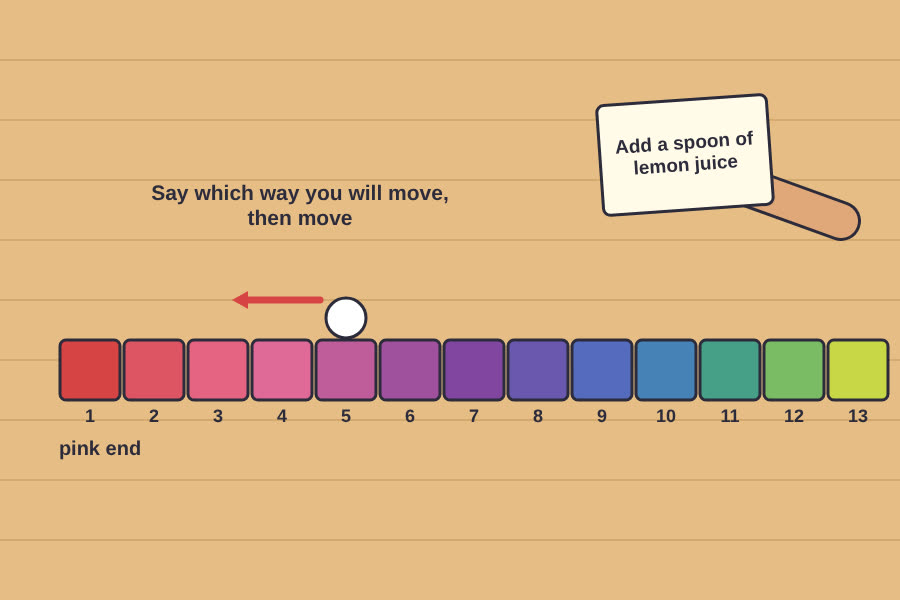 Add a spoon of
lemon juice
Say which way you will move,
then move
1 2 3 4 5 6 7 8 9 10 11 12 13
pink end